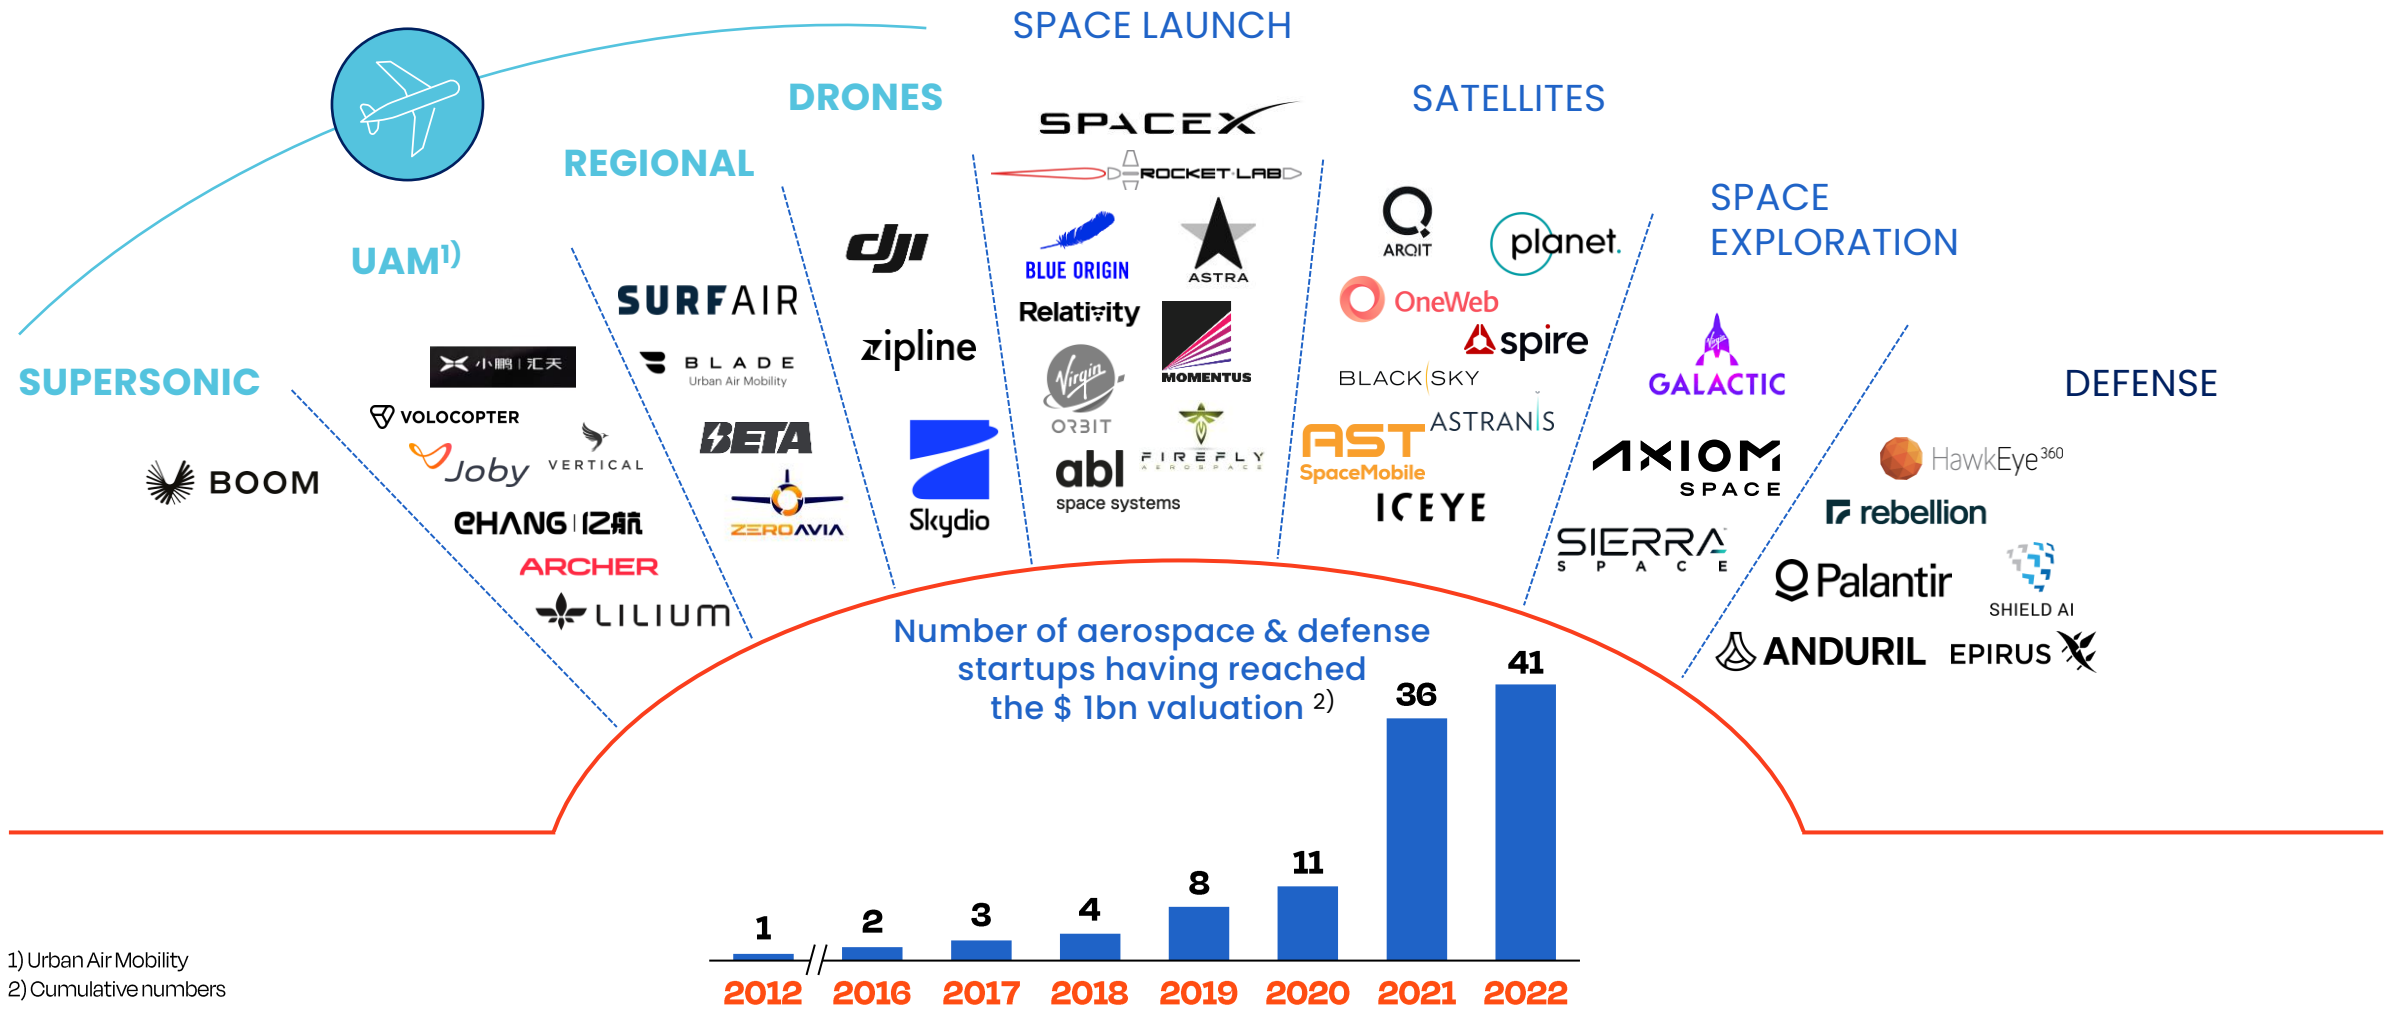 SPACE LAUNCH
DRONES
SATELLITES
REGIONAL
SPACE
EXPLORATION
UAM1)
SUPERSONIC
DEFENSE
BOOM
小鹏 | 汇天
VOLOCOPTER
Joby
VERTICAL
EHANG | 亿航
ARCHER
LILIUM
SURFAIR
BLADE
Urban Air Mobility
BETA
ZEROAVIA
dji
zipline
Skydio
SPACEX
ROCKET LAB
BLUE ORIGIN
ASTRA
Relativity
MOMENTUS
Virgin
ORBIT
FIREFLY
AEROSPACE
abl
space systems
ARQIT
planet.
OneWeb
spire
BLACKSKY
ASTRANIS
AST
SpaceMobile
ICEYE
Virgin
GALACTIC
AXIOM
SPACE
SIERRA
SPACE
HawkEye 360
rebellion
Palantir
SHIELD AI
ANDURIL
EPIRUS
Number of aerospace & defense
startups having reached
the $ 1bn valuation 2)
1
2
3
4
8
11
36
41
2012
2016
2017
2018
2019
2020
2021
2022
1) Urban Air Mobility
2) Cumulative numbers